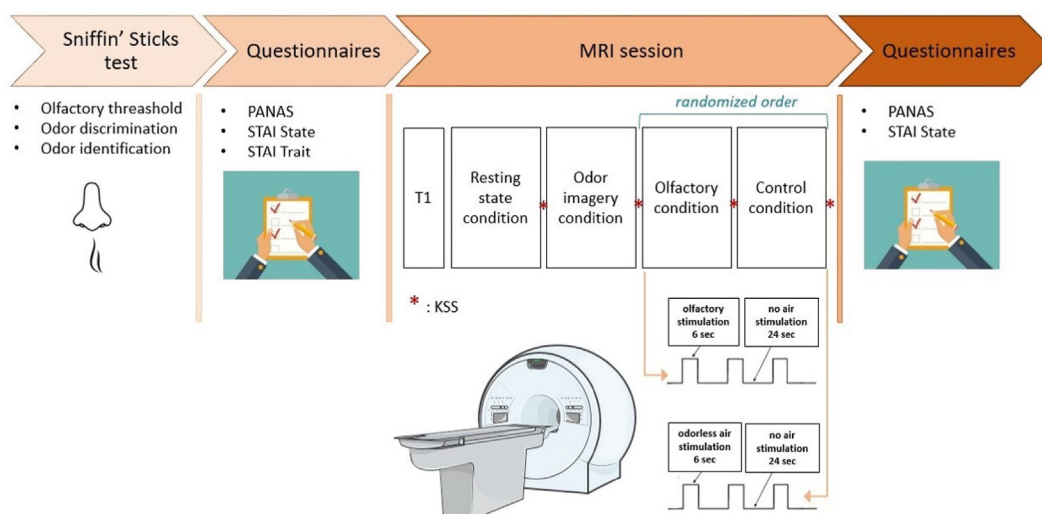 Sniffin’ Sticks
test
Questionnaires
MRI session
Questionnaires
• Olfactory threashold
• Odor discrimination
• Odor identification
• PANAS
• STAI State
• STAI Trait
randomized order
T1
Resting
state
condition
*
Odor
imagery
condition
*
Olfactory
condition
*
Control
condition
*
* : KSS
olfactory
stimulation
6 sec
no air
stimulation
24 sec
odorless air
stimulation
6 sec
no air
stimulation
24 sec
• PANAS
• STAI State